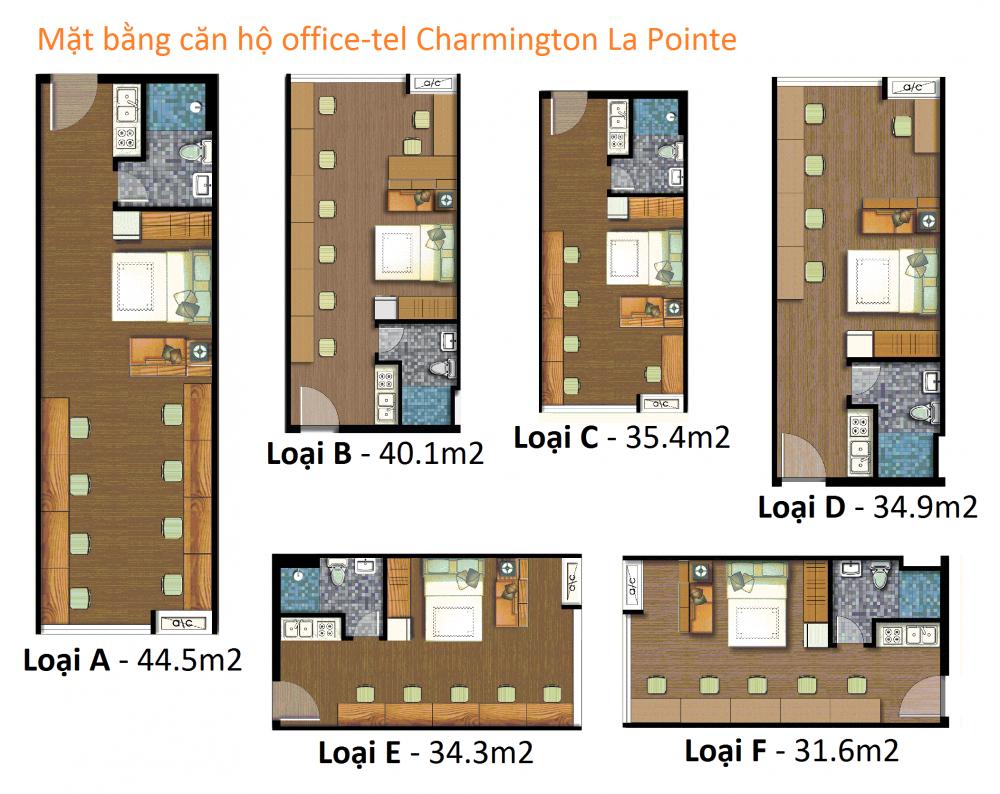 Mặt bằng căn hộ office-tel Charmington La Pointe
a/c
a/c
Loại B - 40.1m2
Loại C - 35.4m2
a/c
Loại D - 34.9m2
a/c
Loại A - 44.5m2
a/c
a/c
Loại E - 34.3m2
Loại F - 31.6m2